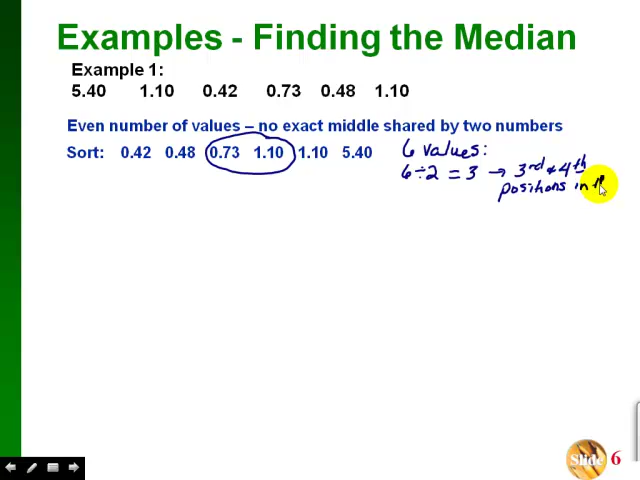 Examples - Finding the Median
Example 1:
5.40 1.10 0.42 0.73 0.48 1.10
Even number of values – no exact middle shared by two numbers
Sort: 0.42 0.48 0.73 1.10 1.10 5.40
6 values:
6 ÷ 2 = 3 → 3rd & 4th
positions in
Slide 6